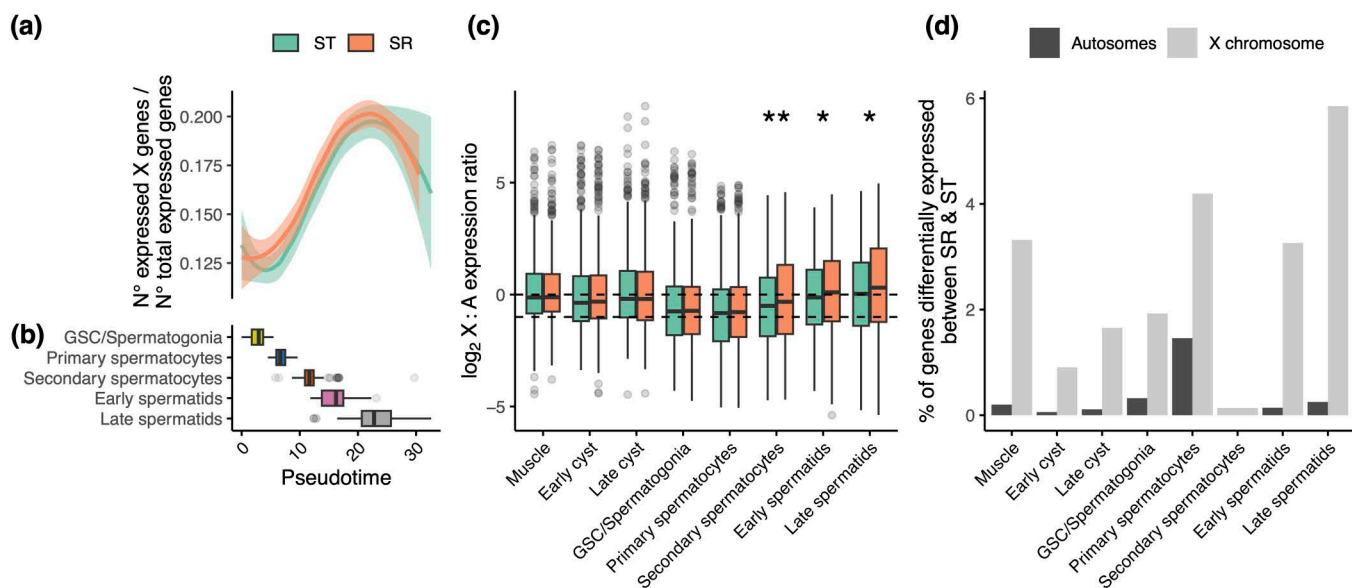 (a)
ST SR
N° expressed X genes /
N° total expressed genes
0.200
0.175
0.150
0.125
(b)
GSC/Spermatogonia
Primary spermatocytes
Secondary spermatocytes
Early spermatids
Late spermatids
0 10 20 30
Pseudotime
(c)
log2 X : A expression ratio
5
0
−5
** * *
Muscle
Early cyst
Late cyst
GSC/Spermatogonia
Primary spermatocytes
Secondary spermatocytes
Early spermatids
Late spermatids
(d)
Autosomes X chromosome
% of genes differentially expressed
between SR & ST
6
4
2
0
Muscle
Early cyst
Late cyst
GSC/Spermatogonia
Primary spermatocytes
Secondary spermatocytes
Early spermatids
Late spermatids